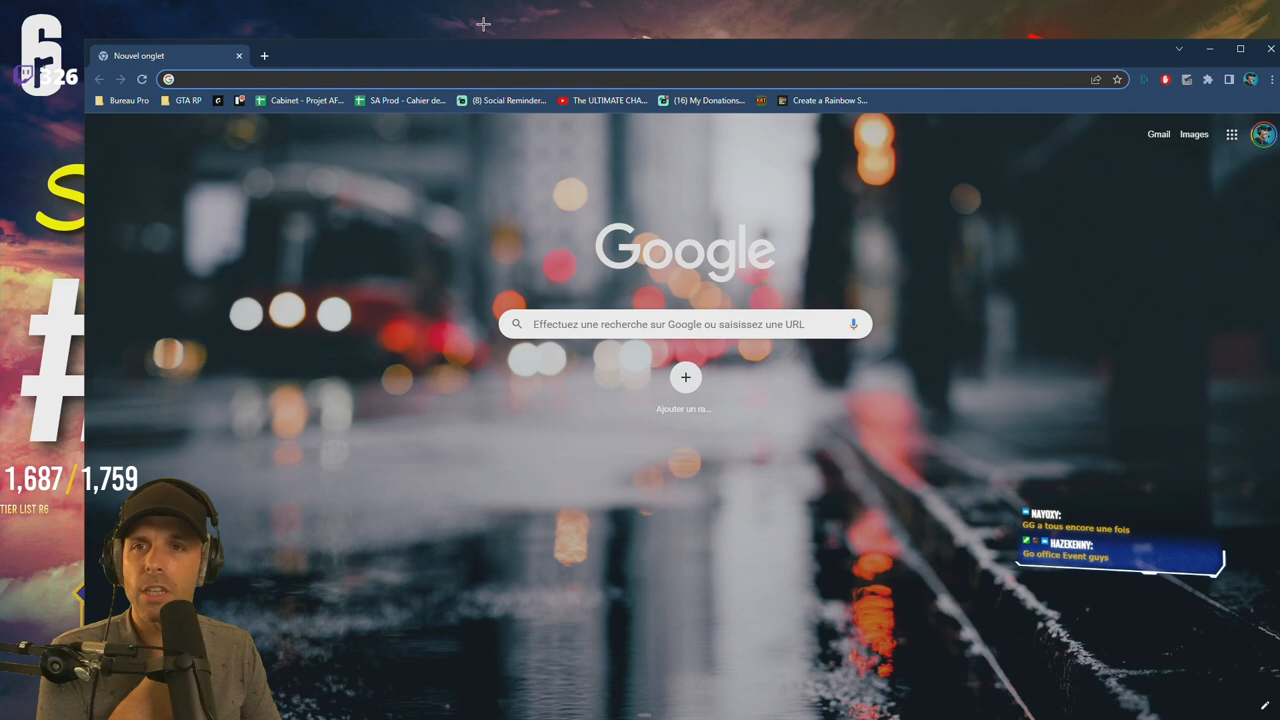 6
326
Nouvel onglet
Bureau Pro
GTA RP
Cabinet - Projet AF...
SA Prod - Cahier de...
(8) Social Reminder...
The ULTIMATE CHA...
(16) My Donations...
Create a Rainbow S...
Gmail
Images
S
Google
Effectuez une recherche sur Google ou saisissez une URL
Ajouter un ra...
#
1,687 / 1,759
TIER LIST R6
NAYOXY:
GG a tous encore une fois
HAZEKENNY:
Go office Event guys